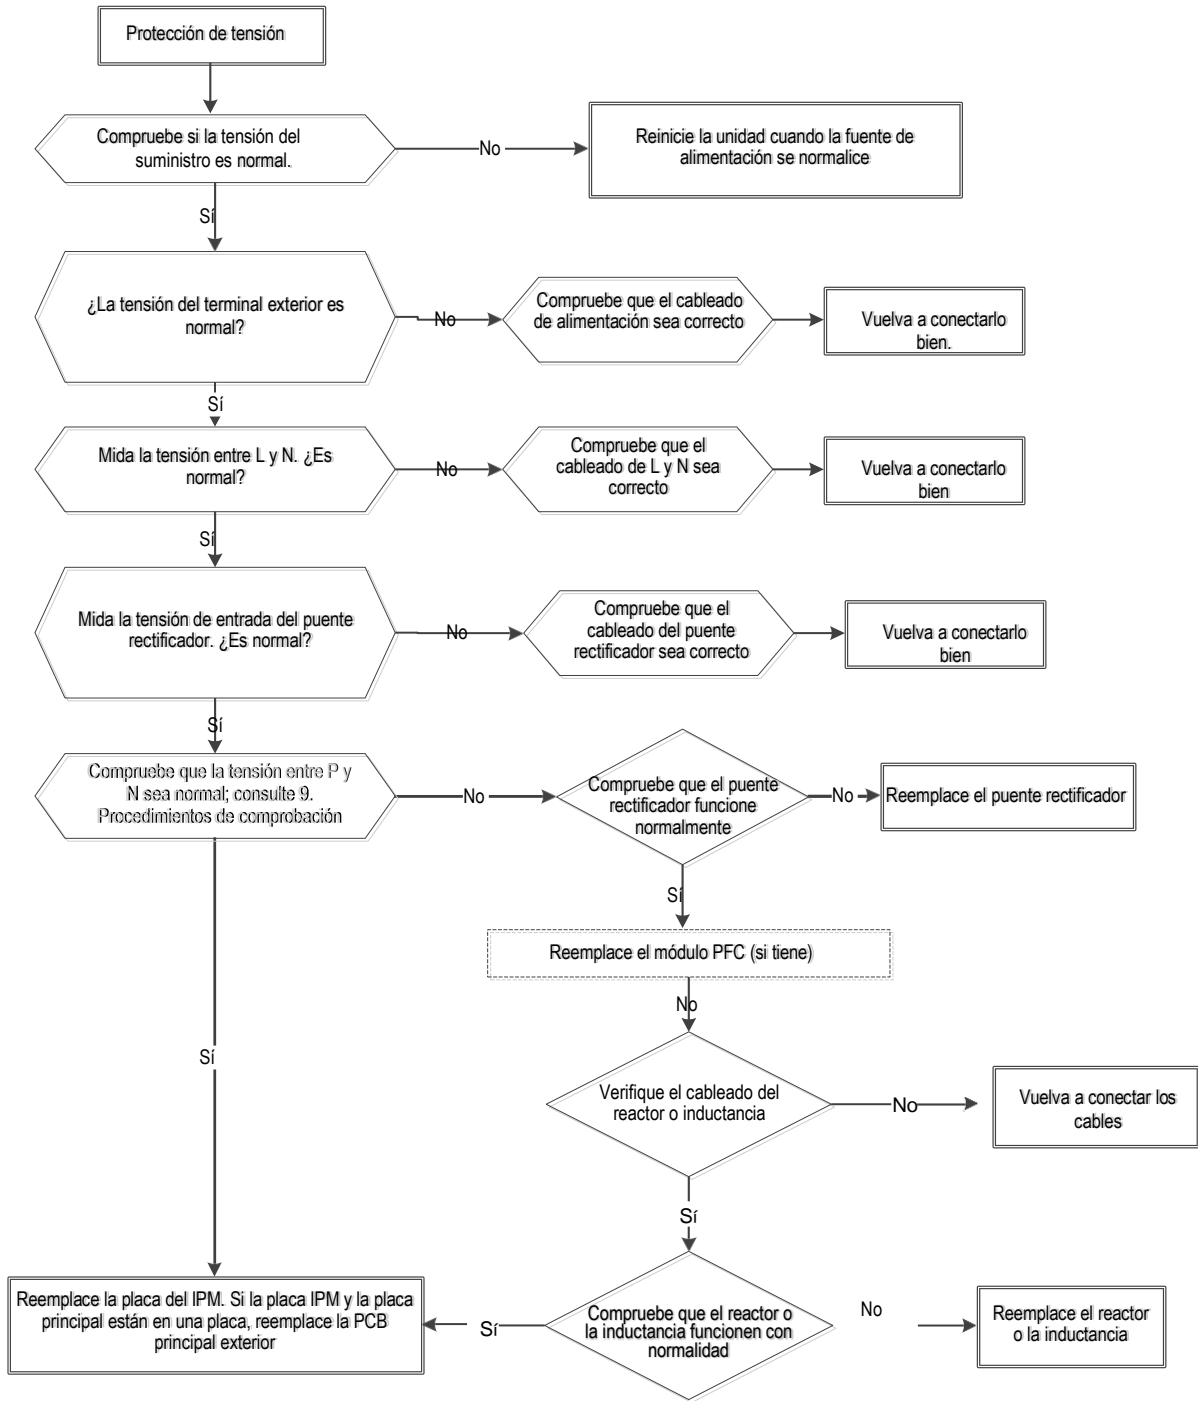 Protección de tensión
Compruebe si la tensión del
suministro es normal.
No
Reinicie la unidad cuando la fuente de
alimentación se normalice
Sí
¿La tensión del terminal exterior es
normal?
No
Compruebe que el cableado
de alimentación sea correcto
Vuelva a conectarlo
bien.
Sí
Mida la tensión entre L y N. ¿Es
normal?
No
Compruebe que el
cableado de L y N sea
correcto
Vuelva a conectarlo
bien
Sí
Mida la tensión de entrada del puente
rectificador. ¿Es normal?
No
Compruebe que el
cableado del puente
rectificador sea correcto
Vuelva a conectarlo
bien
Sí
Compruebe que la tensión entre P y
N sea normal; consulte 9.
Procedimientos de comprobación
No
Compruebe que el puente
rectificador funcione
normalmente
No
Reemplace el puente rectificador
Sí
Reemplace el módulo PFC (si tiene)
No
Sí
Verifique el cableado del
reactor o inductancia
No
Vuelva a conectar los
cables
Sí
Reemplace la placa del IPM. Si la placa IPM y la placa
principal están en una placa, reemplace la PCB
principal exterior
Sí
Compruebe que el reactor o
la inductancia funcionen con
normalidad
No
Reemplace el reactor
o la inductancia